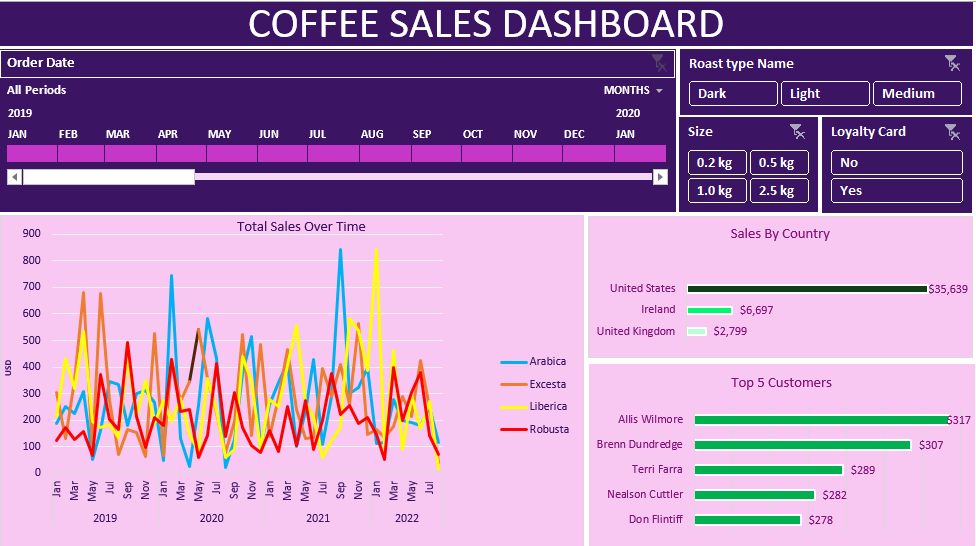 COFFEE SALES DASHBOARD
Order Date
All Periods
MONTHS
2019 2020
JAN FEB MAR APR MAY JUN JUL AUG SEP OCT NOV DEC JAN
Roast type Name
Dark Light Medium
Size
0.2 kg 0.5 kg
1.0 kg 2.5 kg
Loyalty Card
No
Yes
Total Sales Over Time
900
800
700
600
500
400
300
200
100
0
USD
Jan Mar May Jul Sep Nov Jan Mar May Jul Sep Nov Jan Mar May Jul Sep Nov Jan Mar May Jul
2019 2020 2021 2022
Arabica
Excesta
Liberica
Robusta
Sales By Country
United States $35,639
Ireland $6,697
United Kingdom $2,799
Top 5 Customers
Allis Wilmore $317
Brenn Dundredge $307
Terri Farra $289
Nealson Cuttler $282
Don Flintiff $278